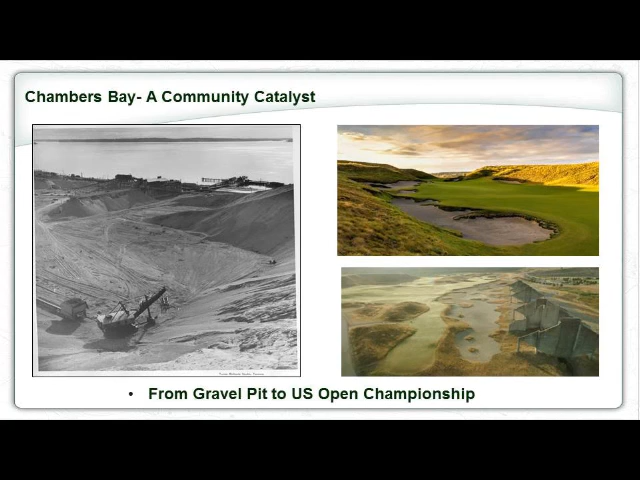 Chambers Bay- A Community Catalyst
• From Gravel Pit to US Open Championship